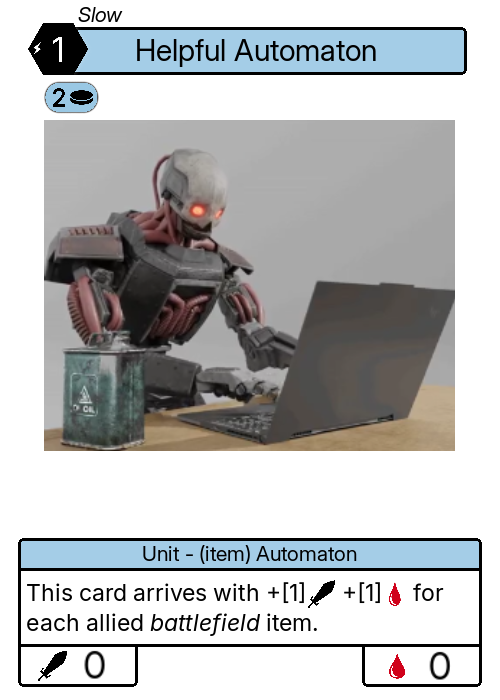 Slow
1
Helpful Automaton
2
OIL
Unit - (item) Automaton
This card arrives with +[1] +[1] for
each allied battlefield item.
0
0